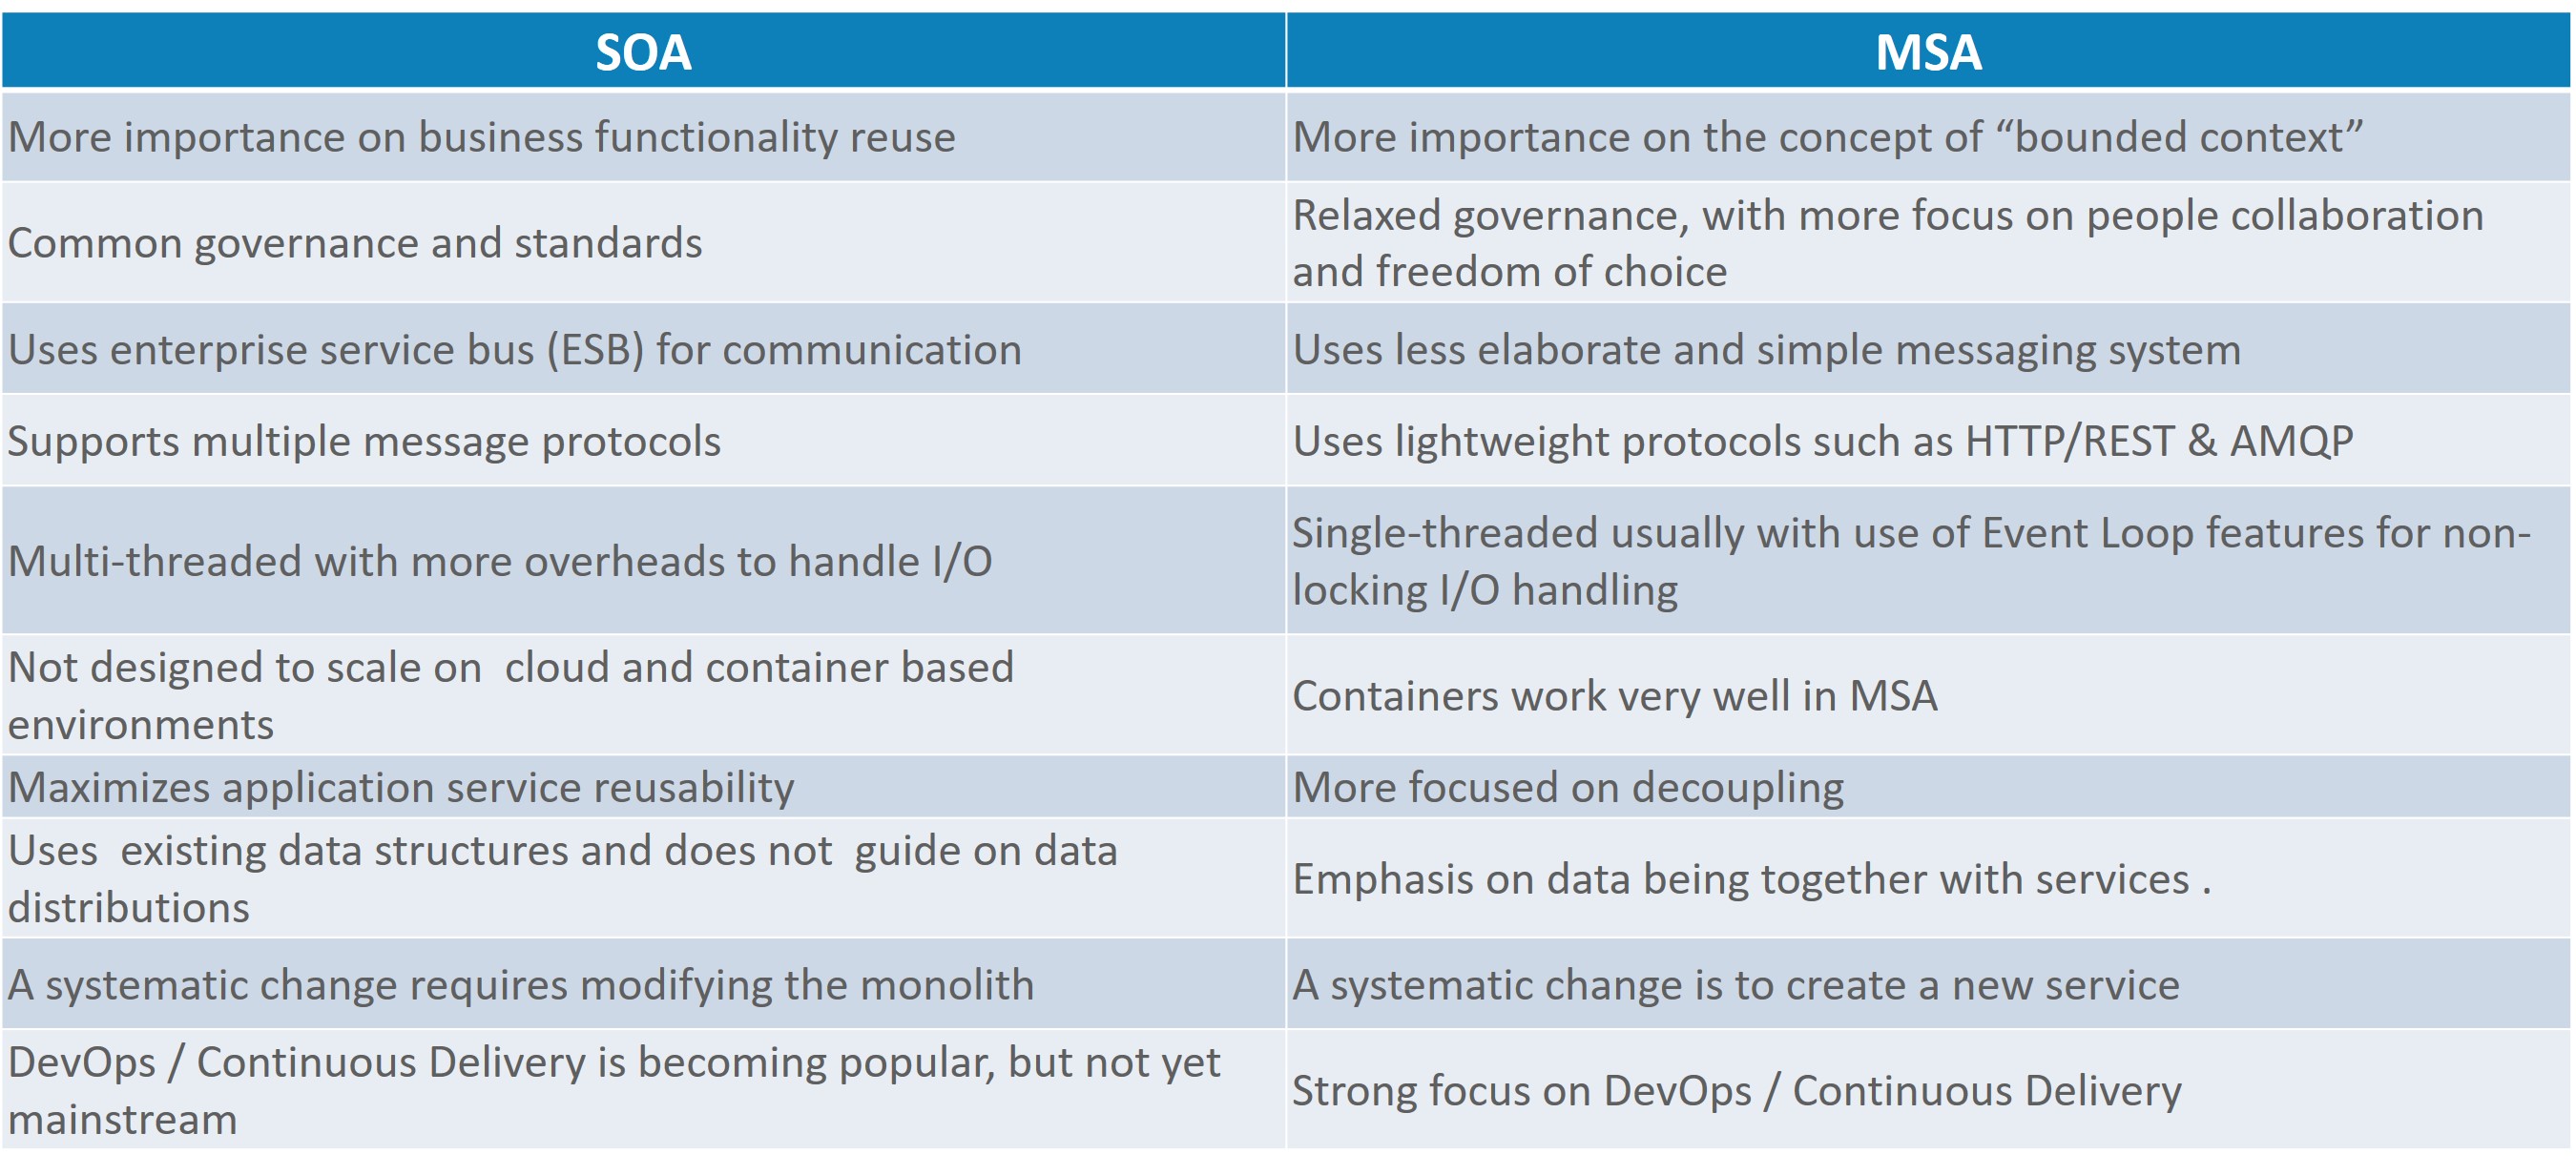 SOA
MSA
More importance on business functionality reuse
More importance on the concept of “bounded context”
Common governance and standards
Relaxed governance, with more focus on people collaboration
and freedom of choice
Uses enterprise service bus (ESB) for communication
Uses less elaborate and simple messaging system
Supports multiple message protocols
Uses lightweight protocols such as HTTP/REST & AMQP
Multi-threaded with more overheads to handle I/O
Single-threaded usually with use of Event Loop features for non-
locking I/O handling
Not designed to scale on  cloud and container based
environments
Containers work very well in MSA
Maximizes application service reusability
More focused on decoupling
Uses  existing data structures and does not  guide on data
distributions
Emphasis on data being together with services .
A systematic change requires modifying the monolith
A systematic change is to create a new service
DevOps / Continuous Delivery is becoming popular, but not yet
mainstream
Strong focus on DevOps / Continuous Delivery